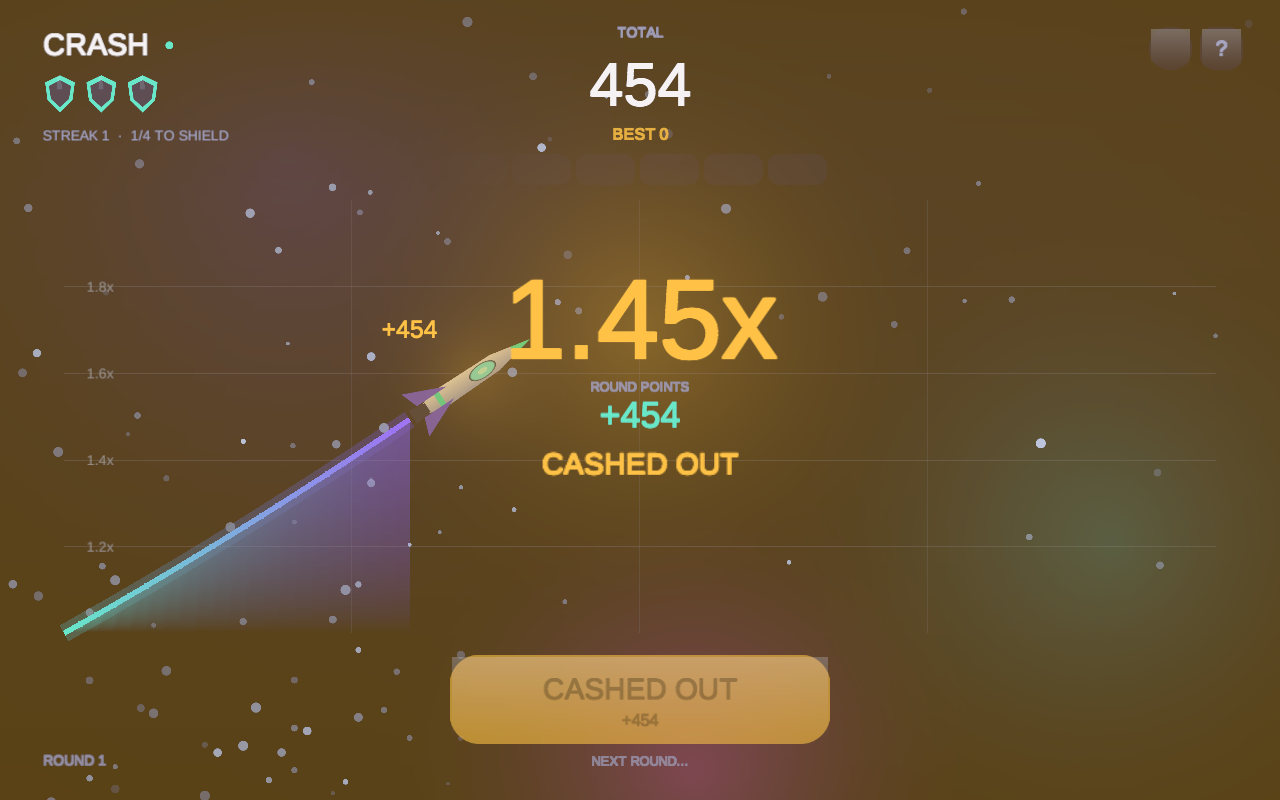 CRASH
STREAK 1 · 1/4 TO SHIELD
TOTAL
454
BEST 0
?
1.8x
1.6x
1.4x
1.2x
+454
1.45x
ROUND POINTS
+454
CASHED OUT
CASHED OUT
+454
ROUND 1
NEXT ROUND...